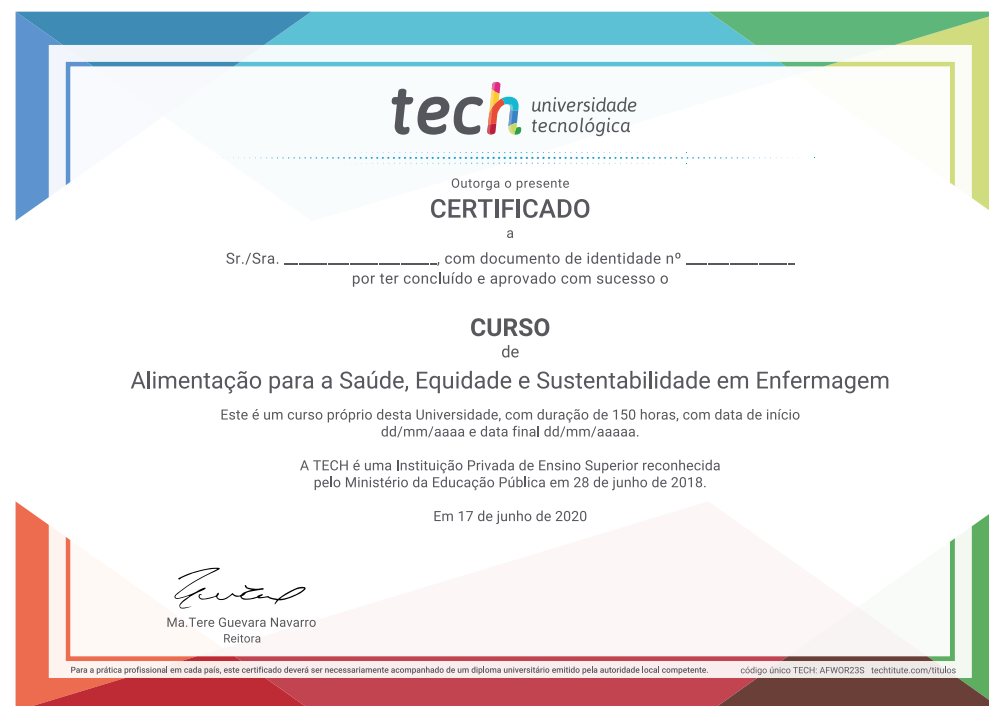 tech universidade
tecnológica
Outorga o presente
CERTIFICADO
a
Sr./Sra. ____________________, com documento de identidade nº ______________
por ter concluído e aprovado com sucesso o
CURSO
de
Alimentação para a Saúde, Equidade e Sustentabilidade em Enfermagem
Este é um curso próprio desta Universidade, com duração de 150 horas, com data de início
dd/mm/aaaa e data final dd/mm/aaaaa.
A TECH é uma Instituição Privada de Ensino Superior reconhecida
pelo Ministério da Educação Pública em 28 de junho de 2018.
Em 17 de junho de 2020
Ma.Tere Guevara Navarro
Reitora
Para a prática profissional em cada país, este certificado deverá ser necessariamente acompanhado de um diploma universitário emitido pela autoridade local competente. código único TECH: AFWOR23S techtitute.com/titulos